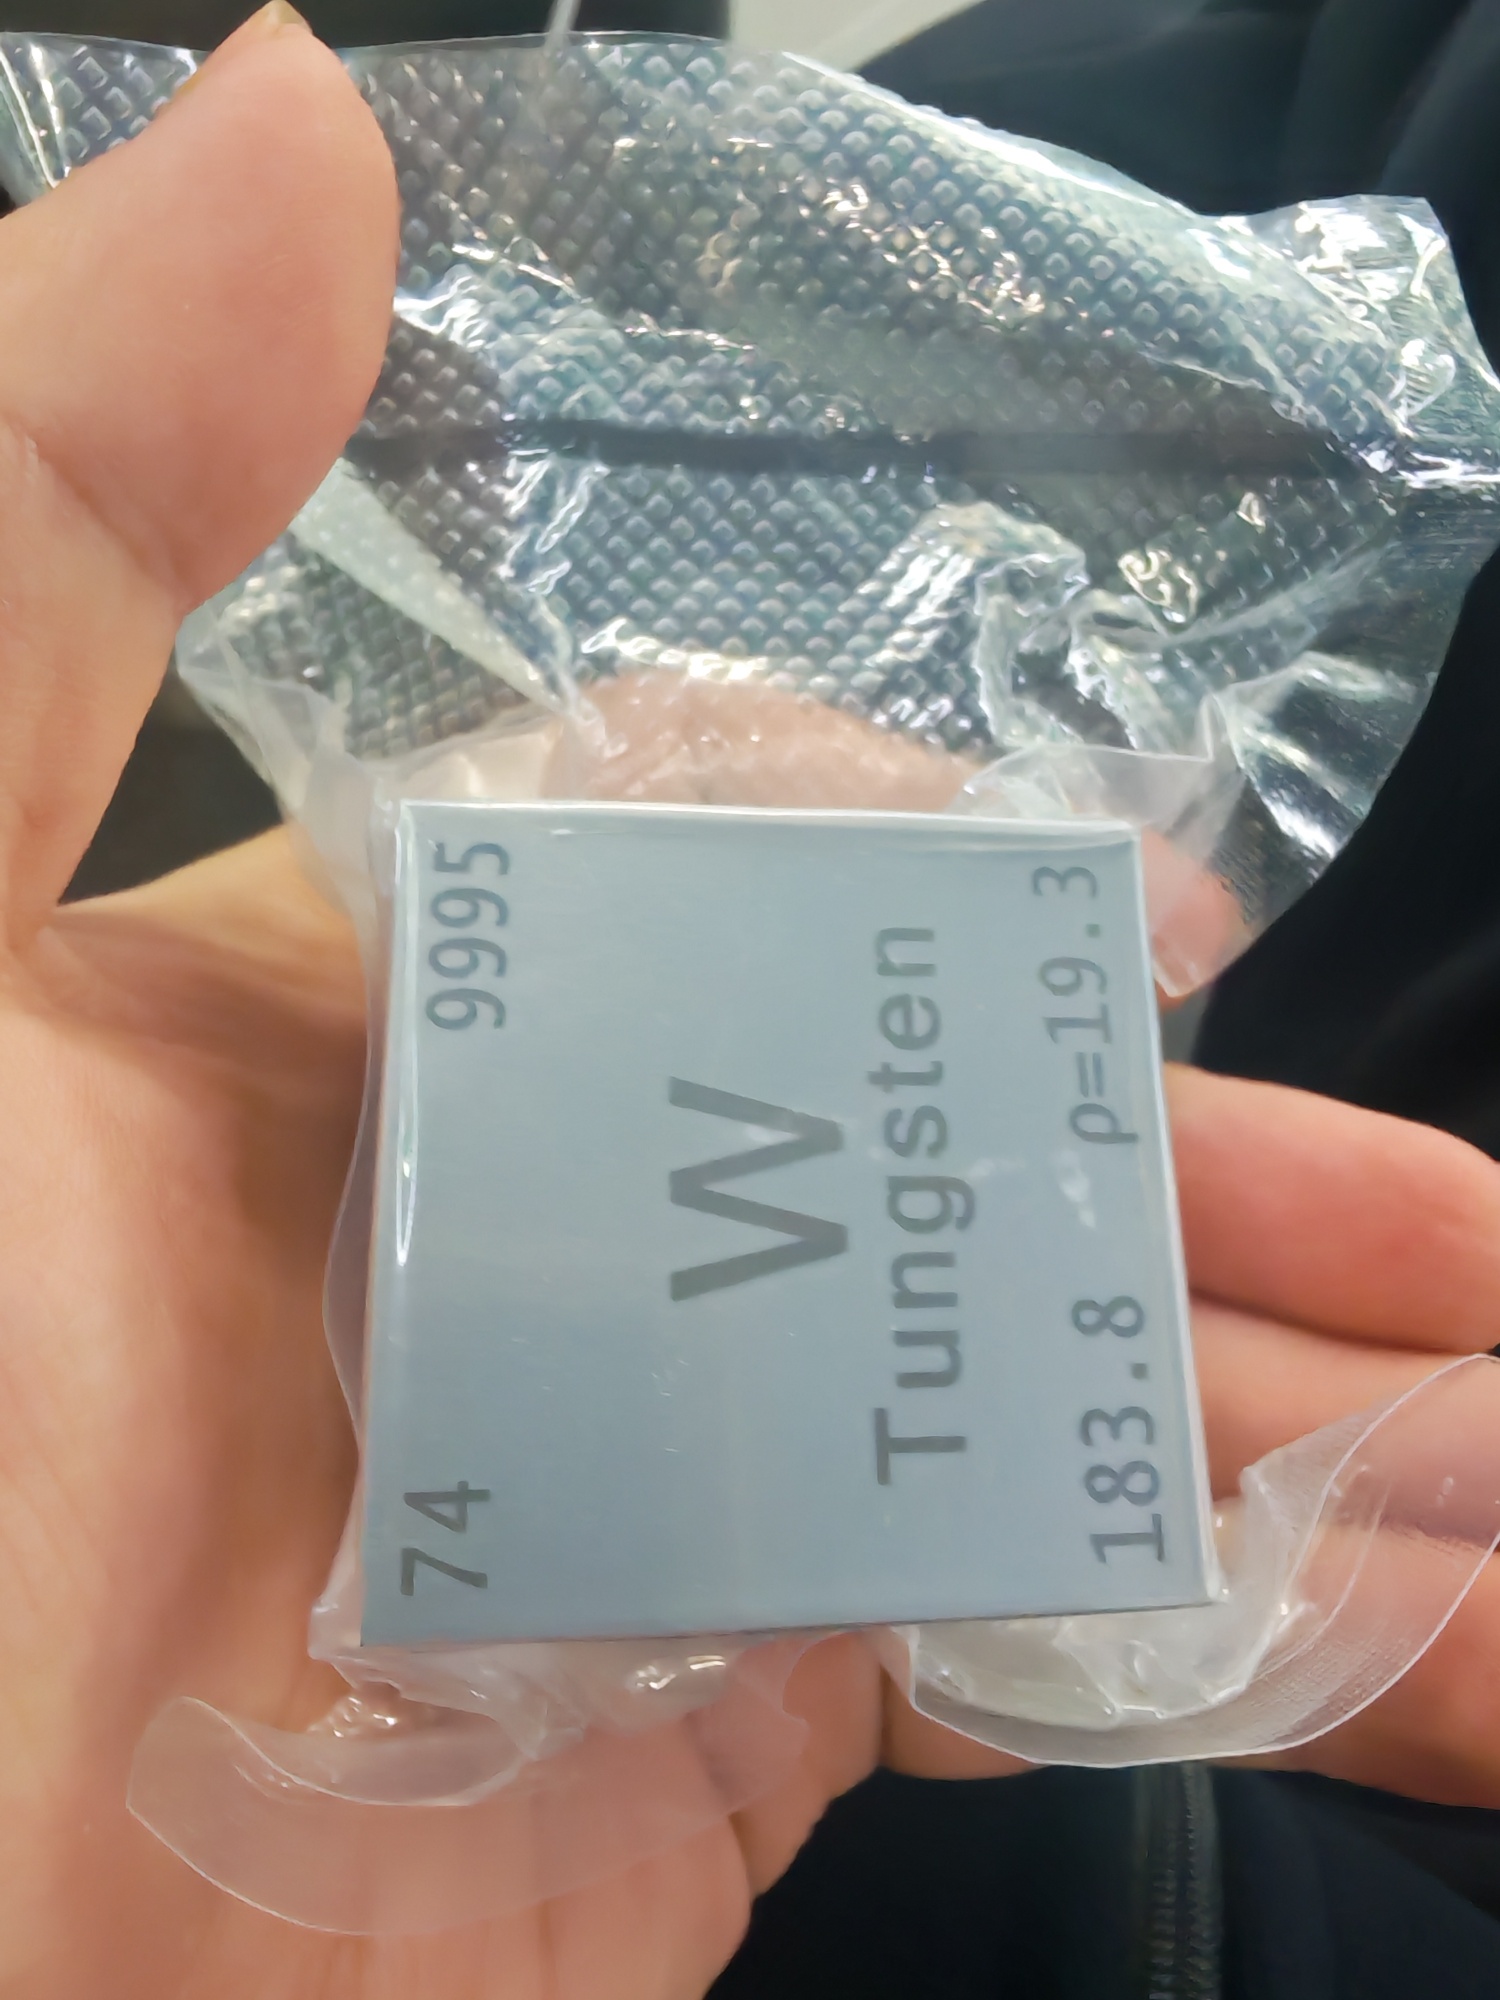 74 9995
W
Tungsten
183.8 ρ=19.3